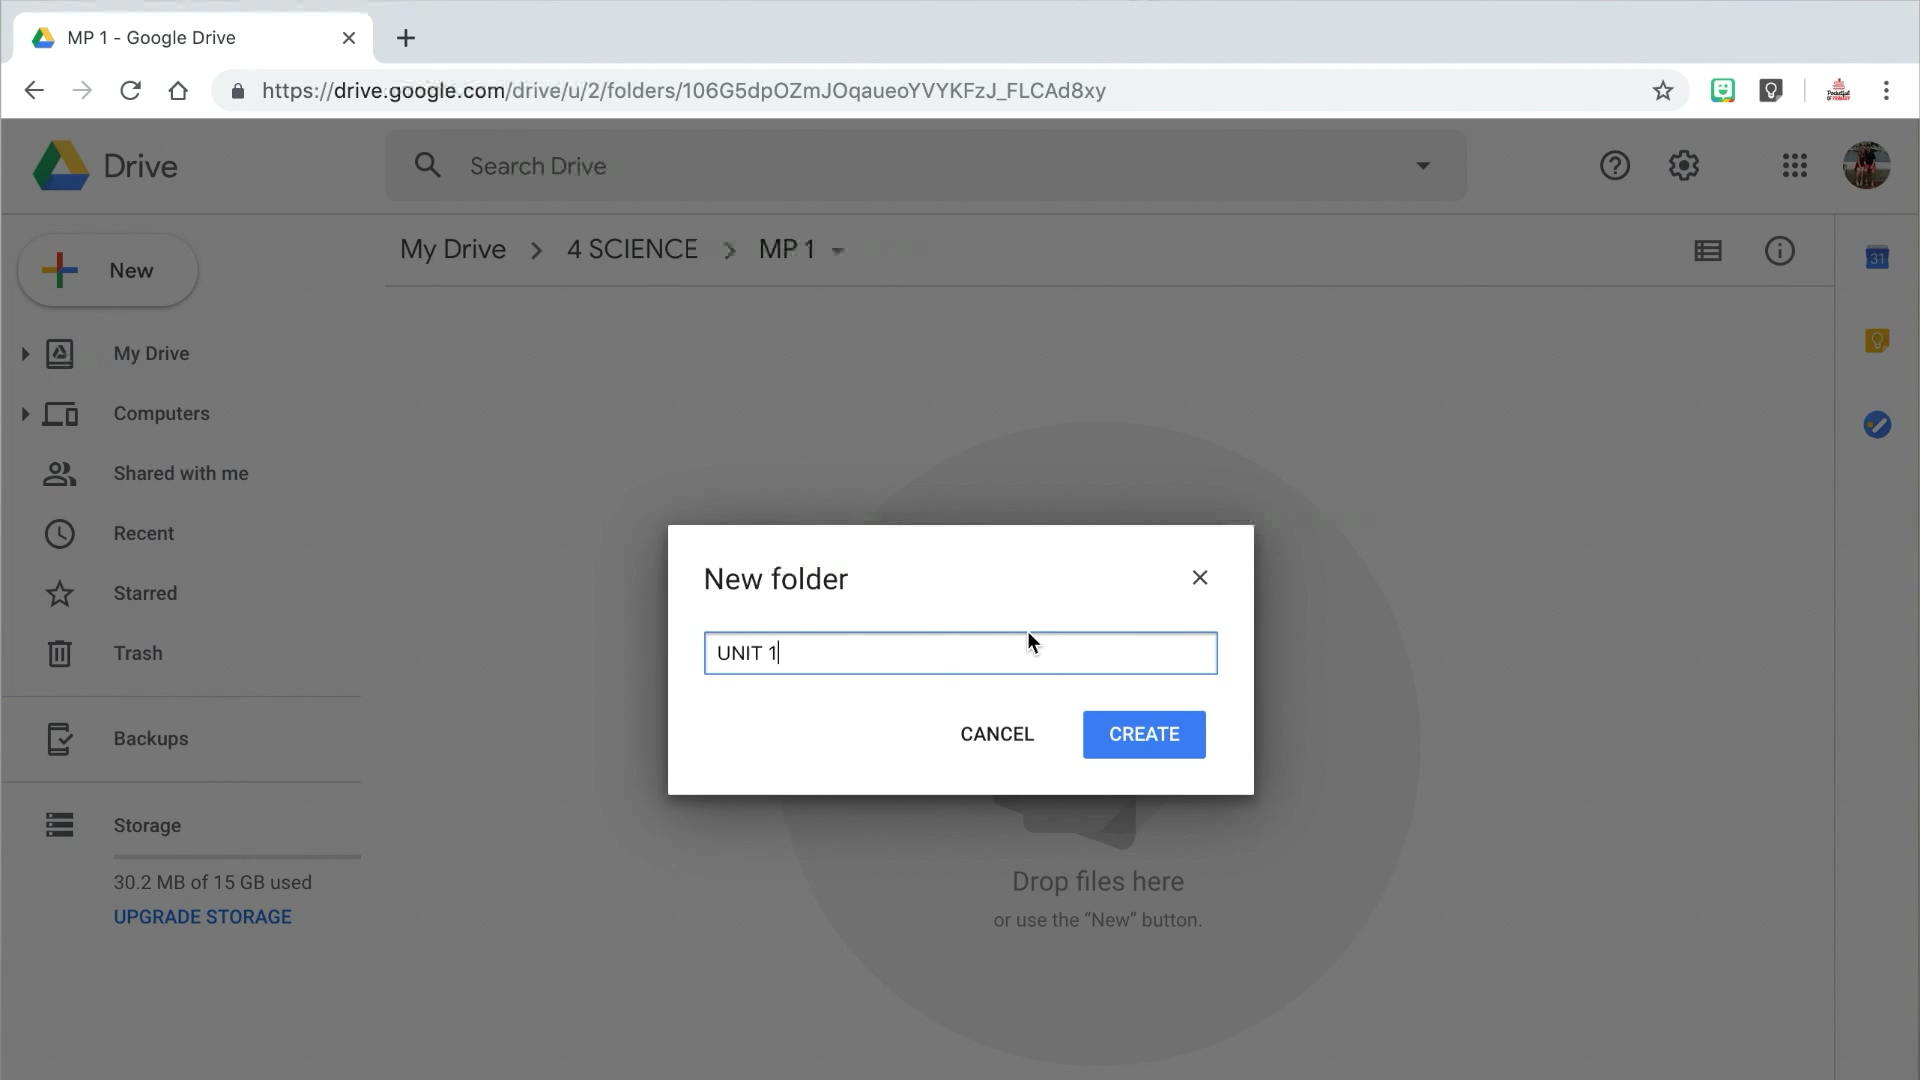 MP 1 - Google Drive
https://drive.google.com/drive/u/2/folders/106G5dpOZmJOqaueoYVYKFzJ_FLCAd8xy
Drive
Search Drive
New
My Drive > 4 SCIENCE > MP 1
31
My Drive
Computers
Shared with me
Recent
Starred
Trash
Backups
Storage
30.2 MB of 15 GB used
UPGRADE STORAGE
New folder
UNIT 1
CANCEL
CREATE
Drop files here
or use the “New” button.